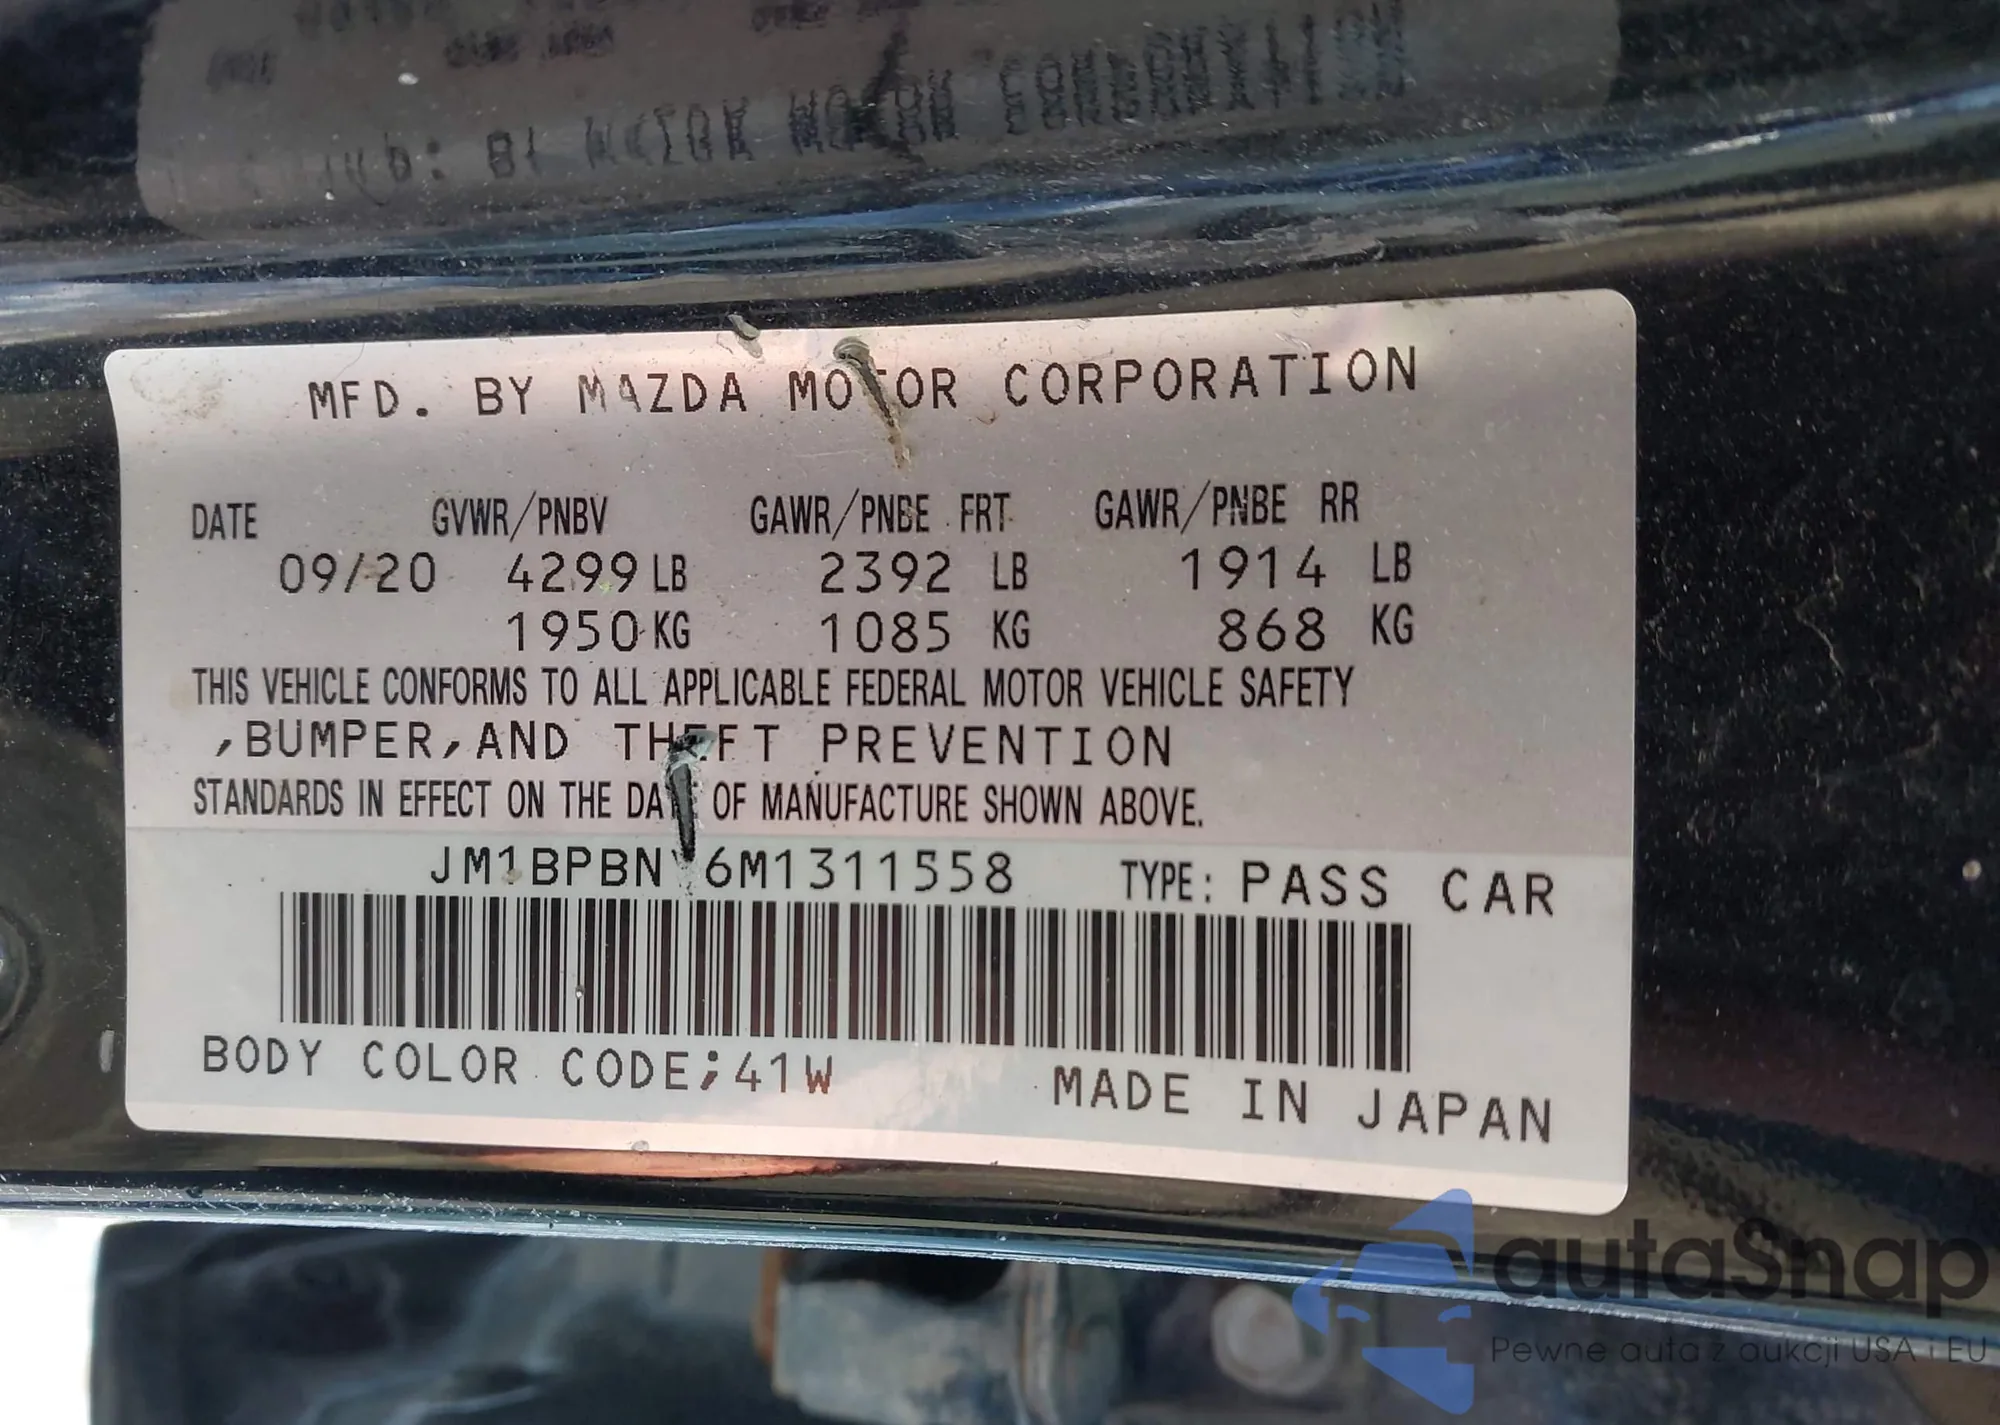 MFD. BY MAZDA MOTOR CORPORATION
DATE GVWR/PNBV GAWR/PNBE FRT GAWR/PNBE RR
09/20 4299 LB 2392 LB 1914 LB
1950 KG 1085 KG 868 KG
THIS VEHICLE CONFORMS TO ALL APPLICABLE FEDERAL MOTOR VEHICLE SAFETY
,BUMPER,AND THEFT PREVENTION
STANDARDS IN EFFECT ON THE DATE OF MANUFACTURE SHOWN ABOVE.
JM1BPBNY6M1311558 TYPE: PASS CAR
BODY COLOR CODE;41W MADE IN JAPAN
autaSnap
Pewne auta z aukcji USA i EU